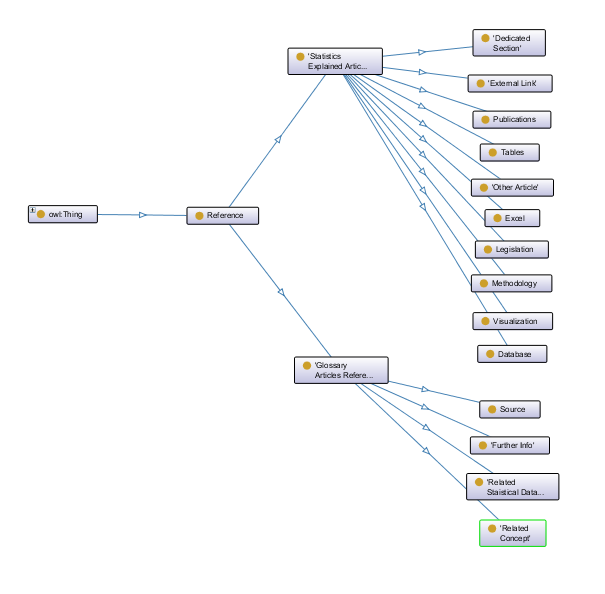 owl:Thing
Reference
'Statistics
Explained Artic...
'Dedicated
Section'
'External Link'
Publications
Tables
'Other Article'
Excel
Legislation
Methodology
Visualization
Database
'Glossary
Articles Refere...
Source
'Further Info'
'Related
Staistical Data...
'Related
Concept'